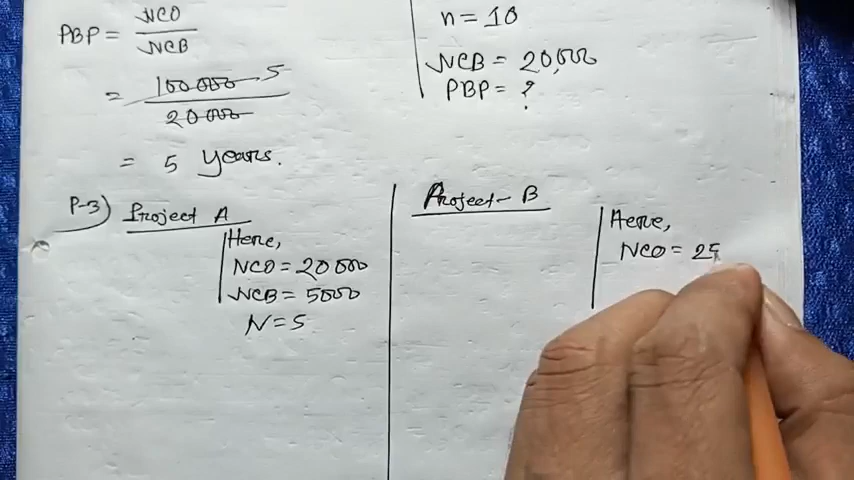 PBP = NCO / NCB
= 100000 5 / 20000
= 5 years.
n = 10
NCB = 20,000
PBP = ?
P-3) Project A
Here,
NCO = 20000
NCB = 5000
N = 5
Project - B
Here,
NCO = 25